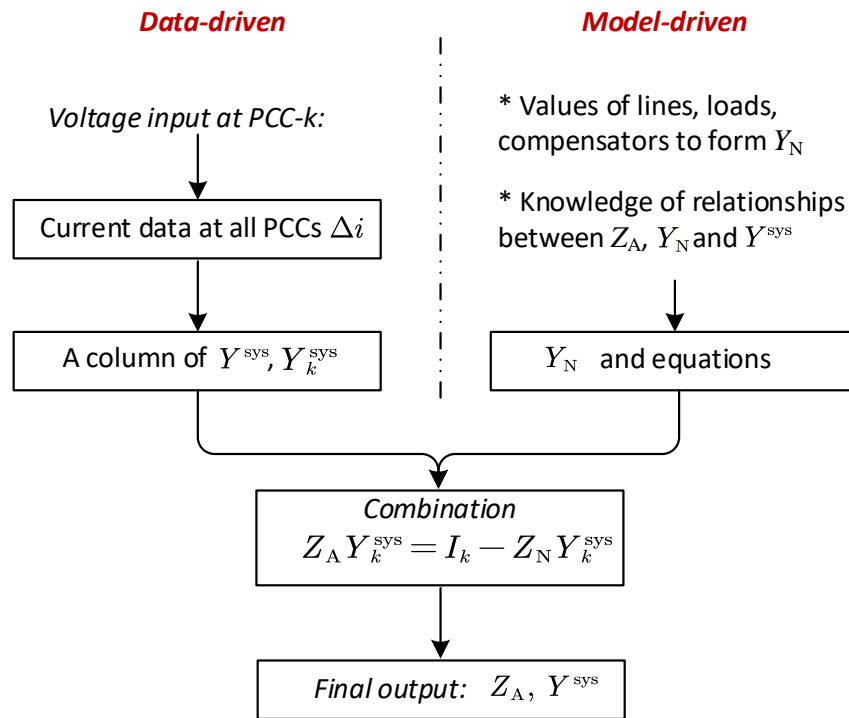 Data-driven
Model-driven
Voltage input at PCC-k:
* Values of lines, loads,
compensators to form Y_N
* Knowledge of relationships
between Z_A, Y_N and Y^sys
Current data at all PCCs Δi
A column of Y^sys, Y_k^sys
Y_N and equations
Combination
Z_A Y_k^sys = I_k − Z_N Y_k^sys
Final output: Z_A, Y^sys